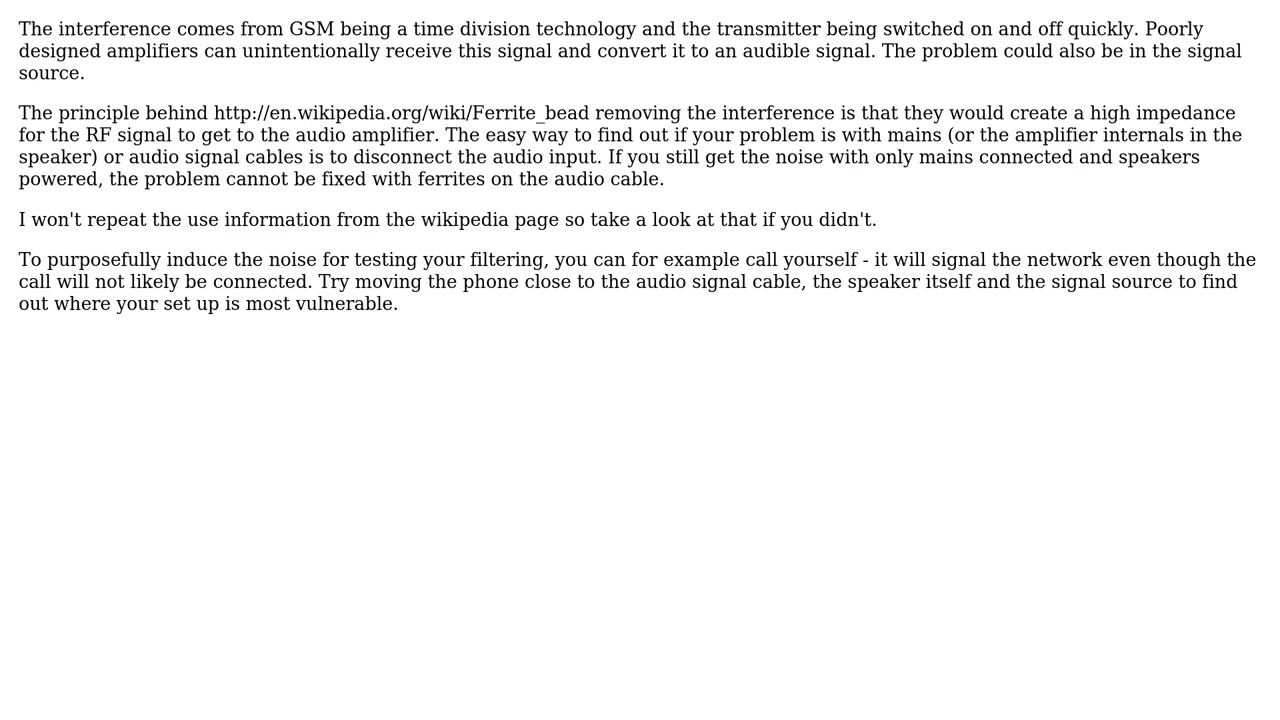 The interference comes from GSM being a time division technology and the transmitter being switched on and off quickly. Poorly
designed amplifiers can unintentionally receive this signal and convert it to an audible signal. The problem could also be in the signal
source.
The principle behind http://en.wikipedia.org/wiki/Ferrite_bead removing the interference is that they would create a high impedance
for the RF signal to get to the audio amplifier. The easy way to find out if your problem is with mains (or the amplifier internals in the
speaker) or audio signal cables is to disconnect the audio input. If you still get the noise with only mains connected and speakers
powered, the problem cannot be fixed with ferrites on the audio cable.
I won't repeat the use information from the wikipedia page so take a look at that if you didn't.
To purposefully induce the noise for testing your filtering, you can for example call yourself - it will signal the network even though the
call will not likely be connected. Try moving the phone close to the audio signal cable, the speaker itself and the signal source to find
out where your set up is most vulnerable.